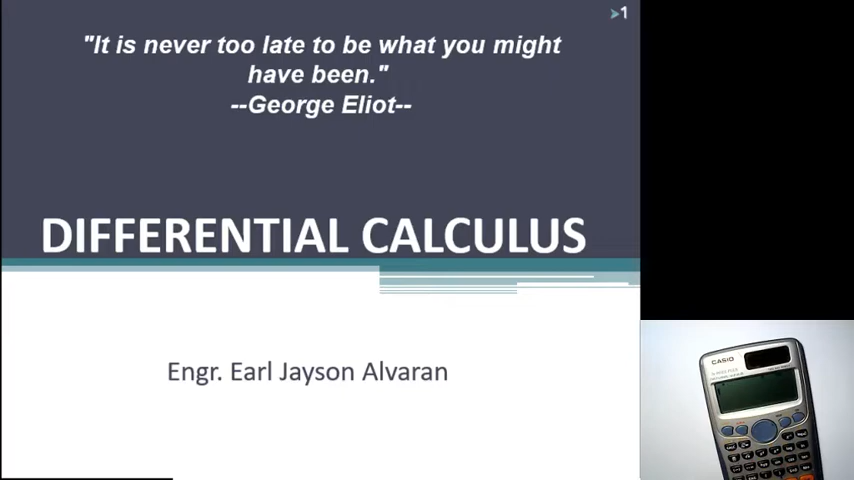 ➢1
"It is never too late to be what you might
have been."
--George Eliot--
DIFFERENTIAL CALCULUS
Engr. Earl Jayson Alvaran
CASIO